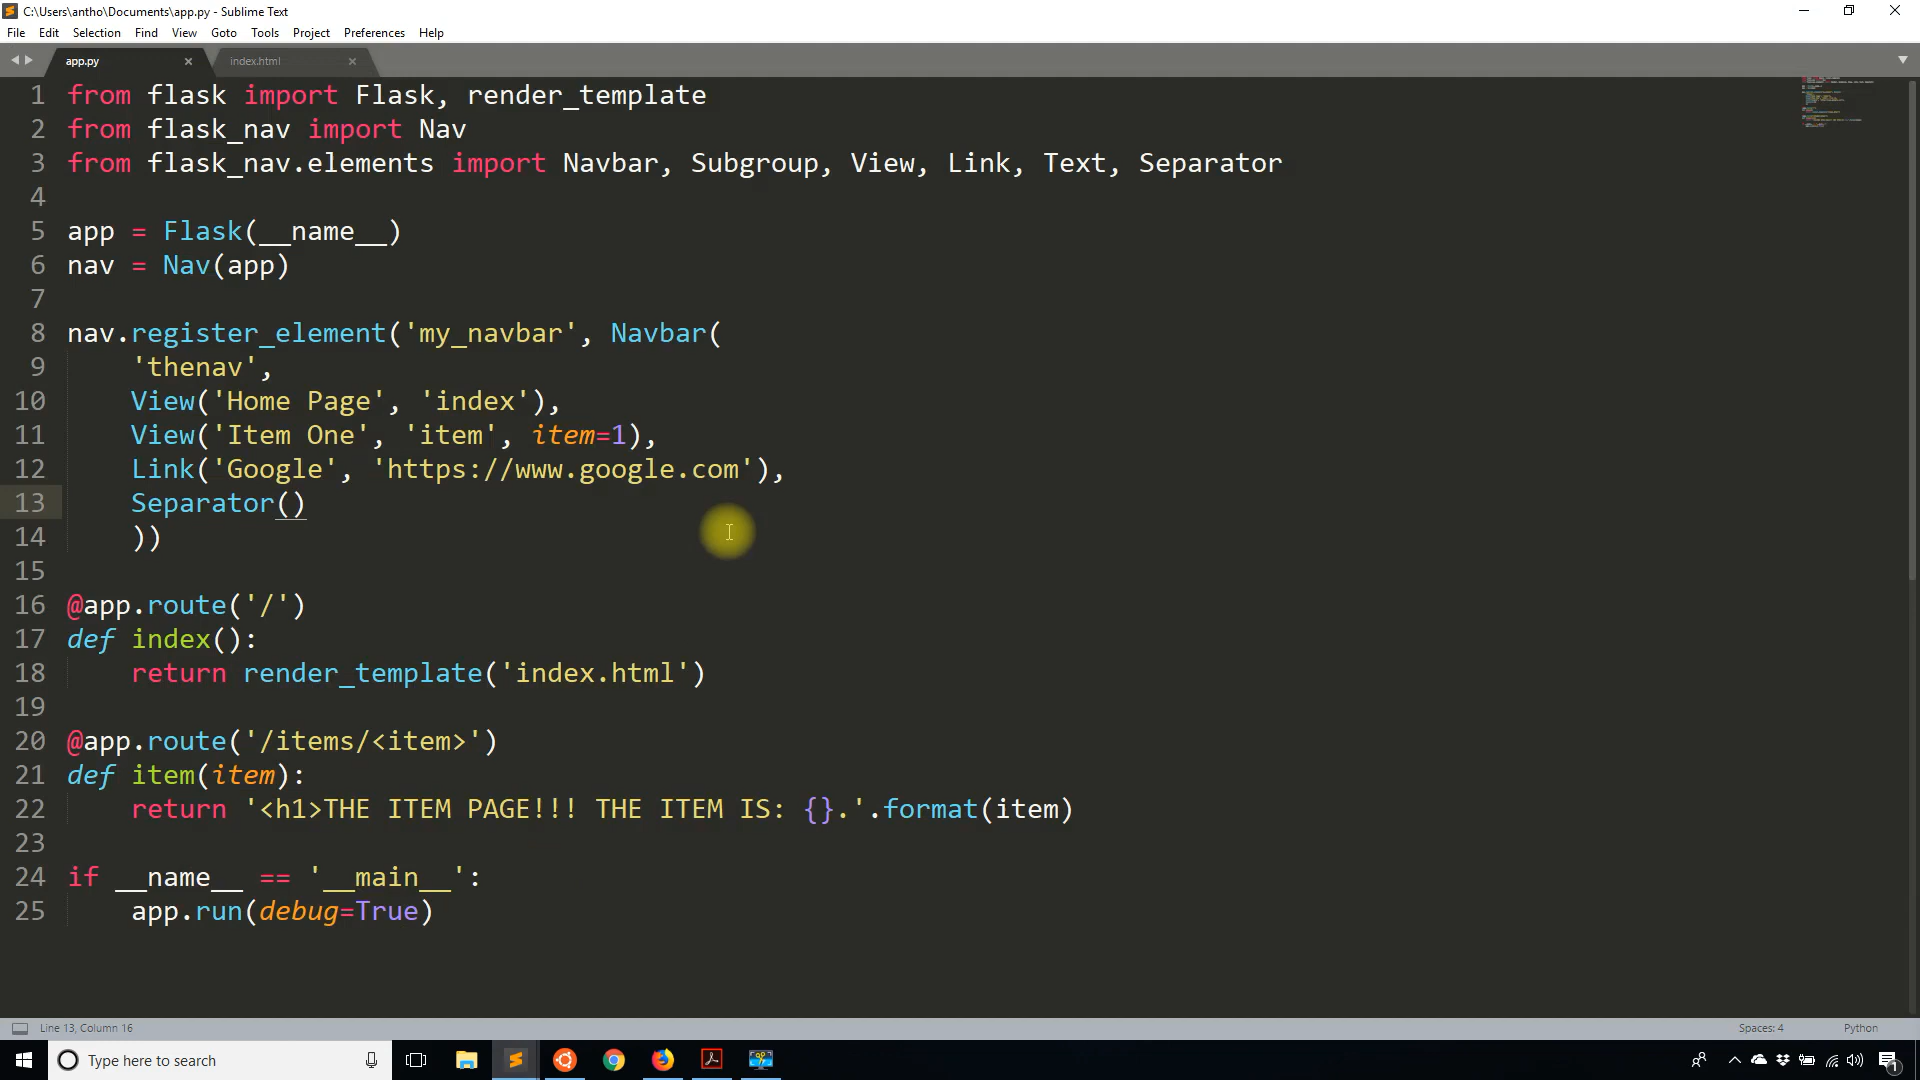 C:\Users\antho\Documents\app.py - Sublime Text
File Edit Selection Find View Goto Tools Project Preferences Help
app.py index.html
1 from flask import Flask, render_template
2 from flask_nav import Nav
3 from flask_nav.elements import Navbar, Subgroup, View, Link, Text, Separator
4
5 app = Flask(__name__)
6 nav = Nav(app)
7
8 nav.register_element('my_navbar', Navbar(
9     'thenav',
10     View('Home Page', 'index'),
11     View('Item One', 'item', item=1),
12     Link('Google', 'https://www.google.com'),
13     Separator()
14     ))
15
16 @app.route('/')
17 def index():
18     return render_template('index.html')
19
20 @app.route('/items/<item>')
21 def item(item):
22     return '<h1>THE ITEM PAGE!!! THE ITEM IS: {}.'.format(item)
23
24 if __name__ == '__main__':
25     app.run(debug=True)
Line 13, Column 16 Spaces: 4 Python
Type here to search 1